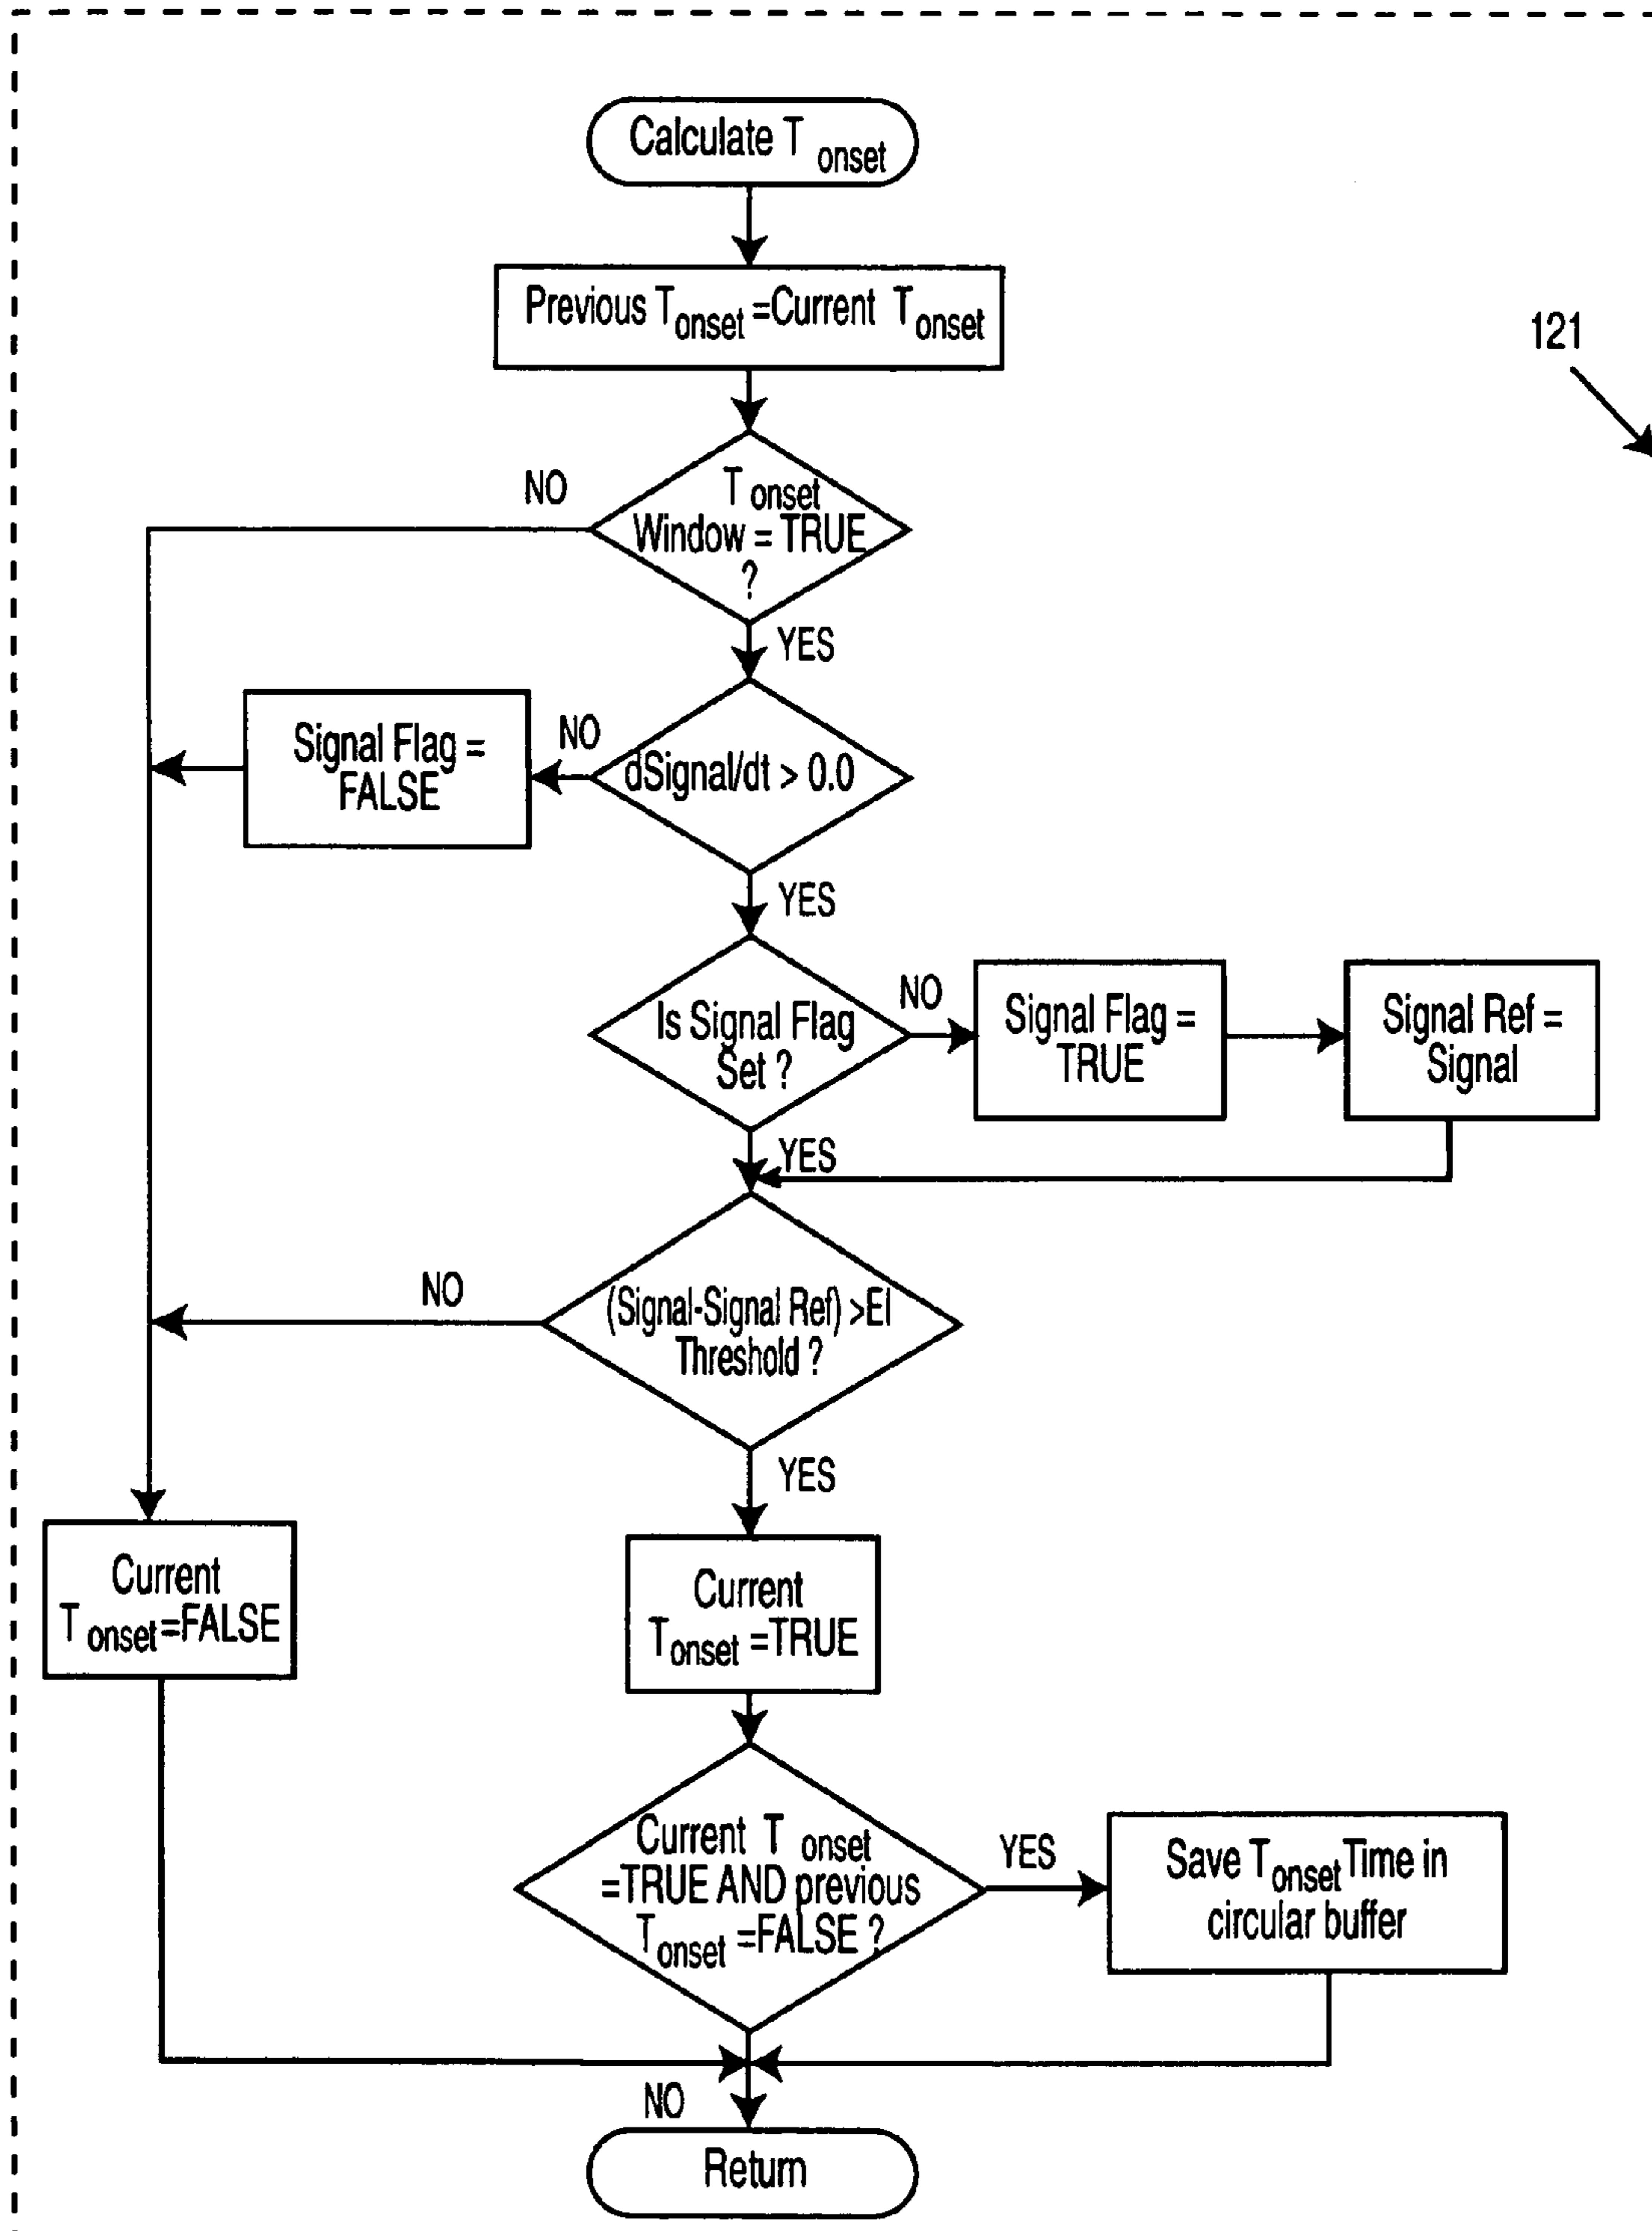 Calculate T onset
Previous Tonset =Current Tonset
121
NO
T onset
Window = TRUE
?
YES
Signal Flag =
FALSE
NO
dSignal/dt > 0.0
YES
Is Signal Flag
Set ?
NO
Signal Flag =
TRUE
Signal Ref =
Signal
YES
NO
(Signal-Signal Ref) >EI
Threshold ?
YES
Current
T onset=FALSE
Current
Tonset =TRUE
Current T onset
=TRUE AND previous
Tonset =FALSE ?
YES
Save Tonset Time in
circular buffer
NO
Return